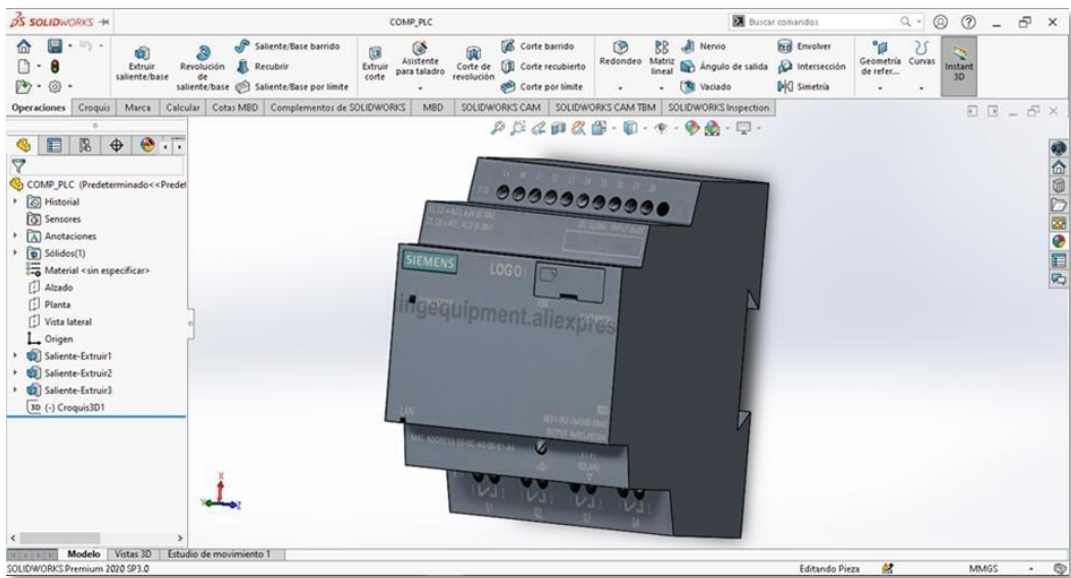 SOLIDWORKS
COMP_PLC
Buscar comandos
Extruir saliente/base
Revolución de saliente/base
Saliente/Base barrido
Recubrir
Saliente/Base por límite
Extruir corte
Asistente para taladro
Corte de revolución
Corte barrido
Corte recubierto
Corte por límite
Redondeo
Matriz lineal
Nervio
Ángulo de salida
Vaciado
Envolver
Intersección
Simetría
Geometría de refer...
Curvas
Instant 3D
Operaciones
Croquis
Marca
Calcular
Cotas MBD
Complementos de SOLIDWORKS
MBD
SOLIDWORKS CAM
SOLIDWORKS CAM TBM
SOLIDWORKS Inspection
COMP_PLC (Predeterminado<<Predet
Historial
Sensores
Anotaciones
Sólidos(1)
Material <sin especificar>
Alzado
Planta
Vista lateral
Origen
Saliente-Extruir1
Saliente-Extruir2
Saliente-Extruir3
3D (-) Croquis3D1
SIEMENS
LOGO!
ingequipment.aliexpres
LAN
X Y Z
Modelo
Vistas 3D
Estudio de movimiento 1
SOLIDWORKS Premium 2020 SP3.0
Editando Pieza
MMGS